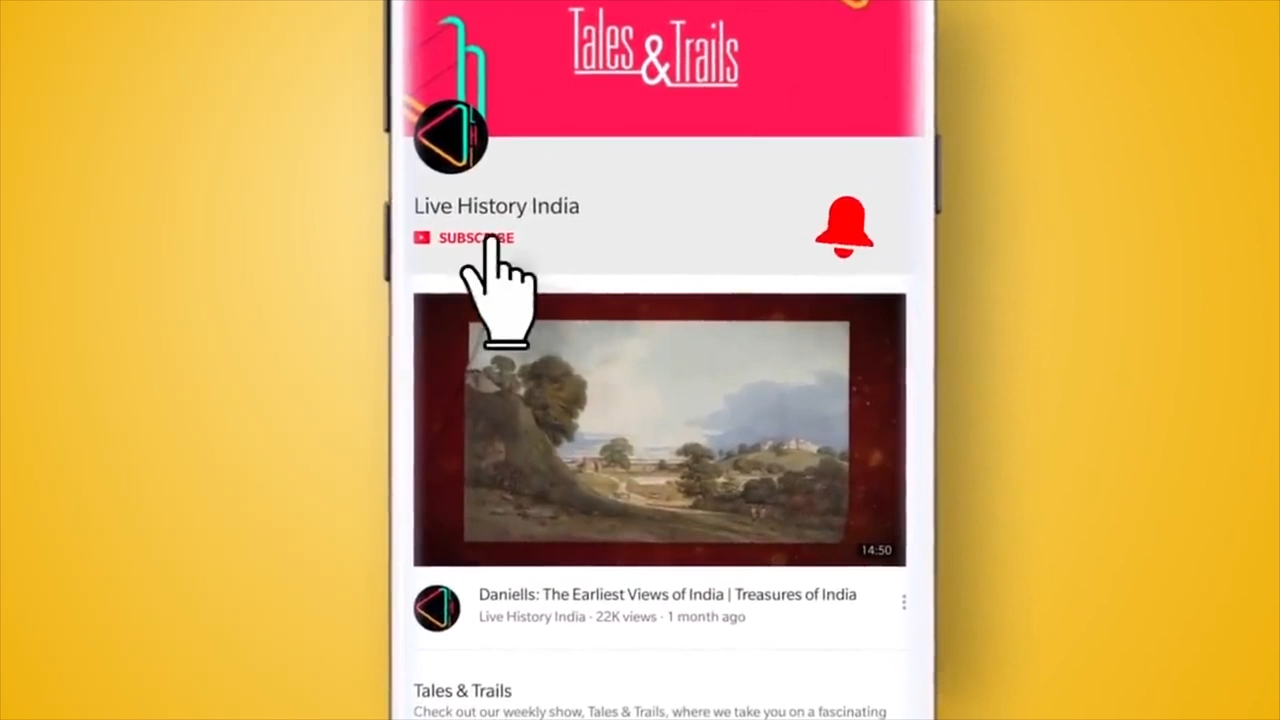 Tales & Trails
Live History India
SUBSCRIBE
14:50
Daniells: The Earliest Views of India | Treasures of India
Live History India · 22K views · 1 month ago
Tales & Trails
Check out our weekly show, Tales & Trails, where we take you on a fascinating